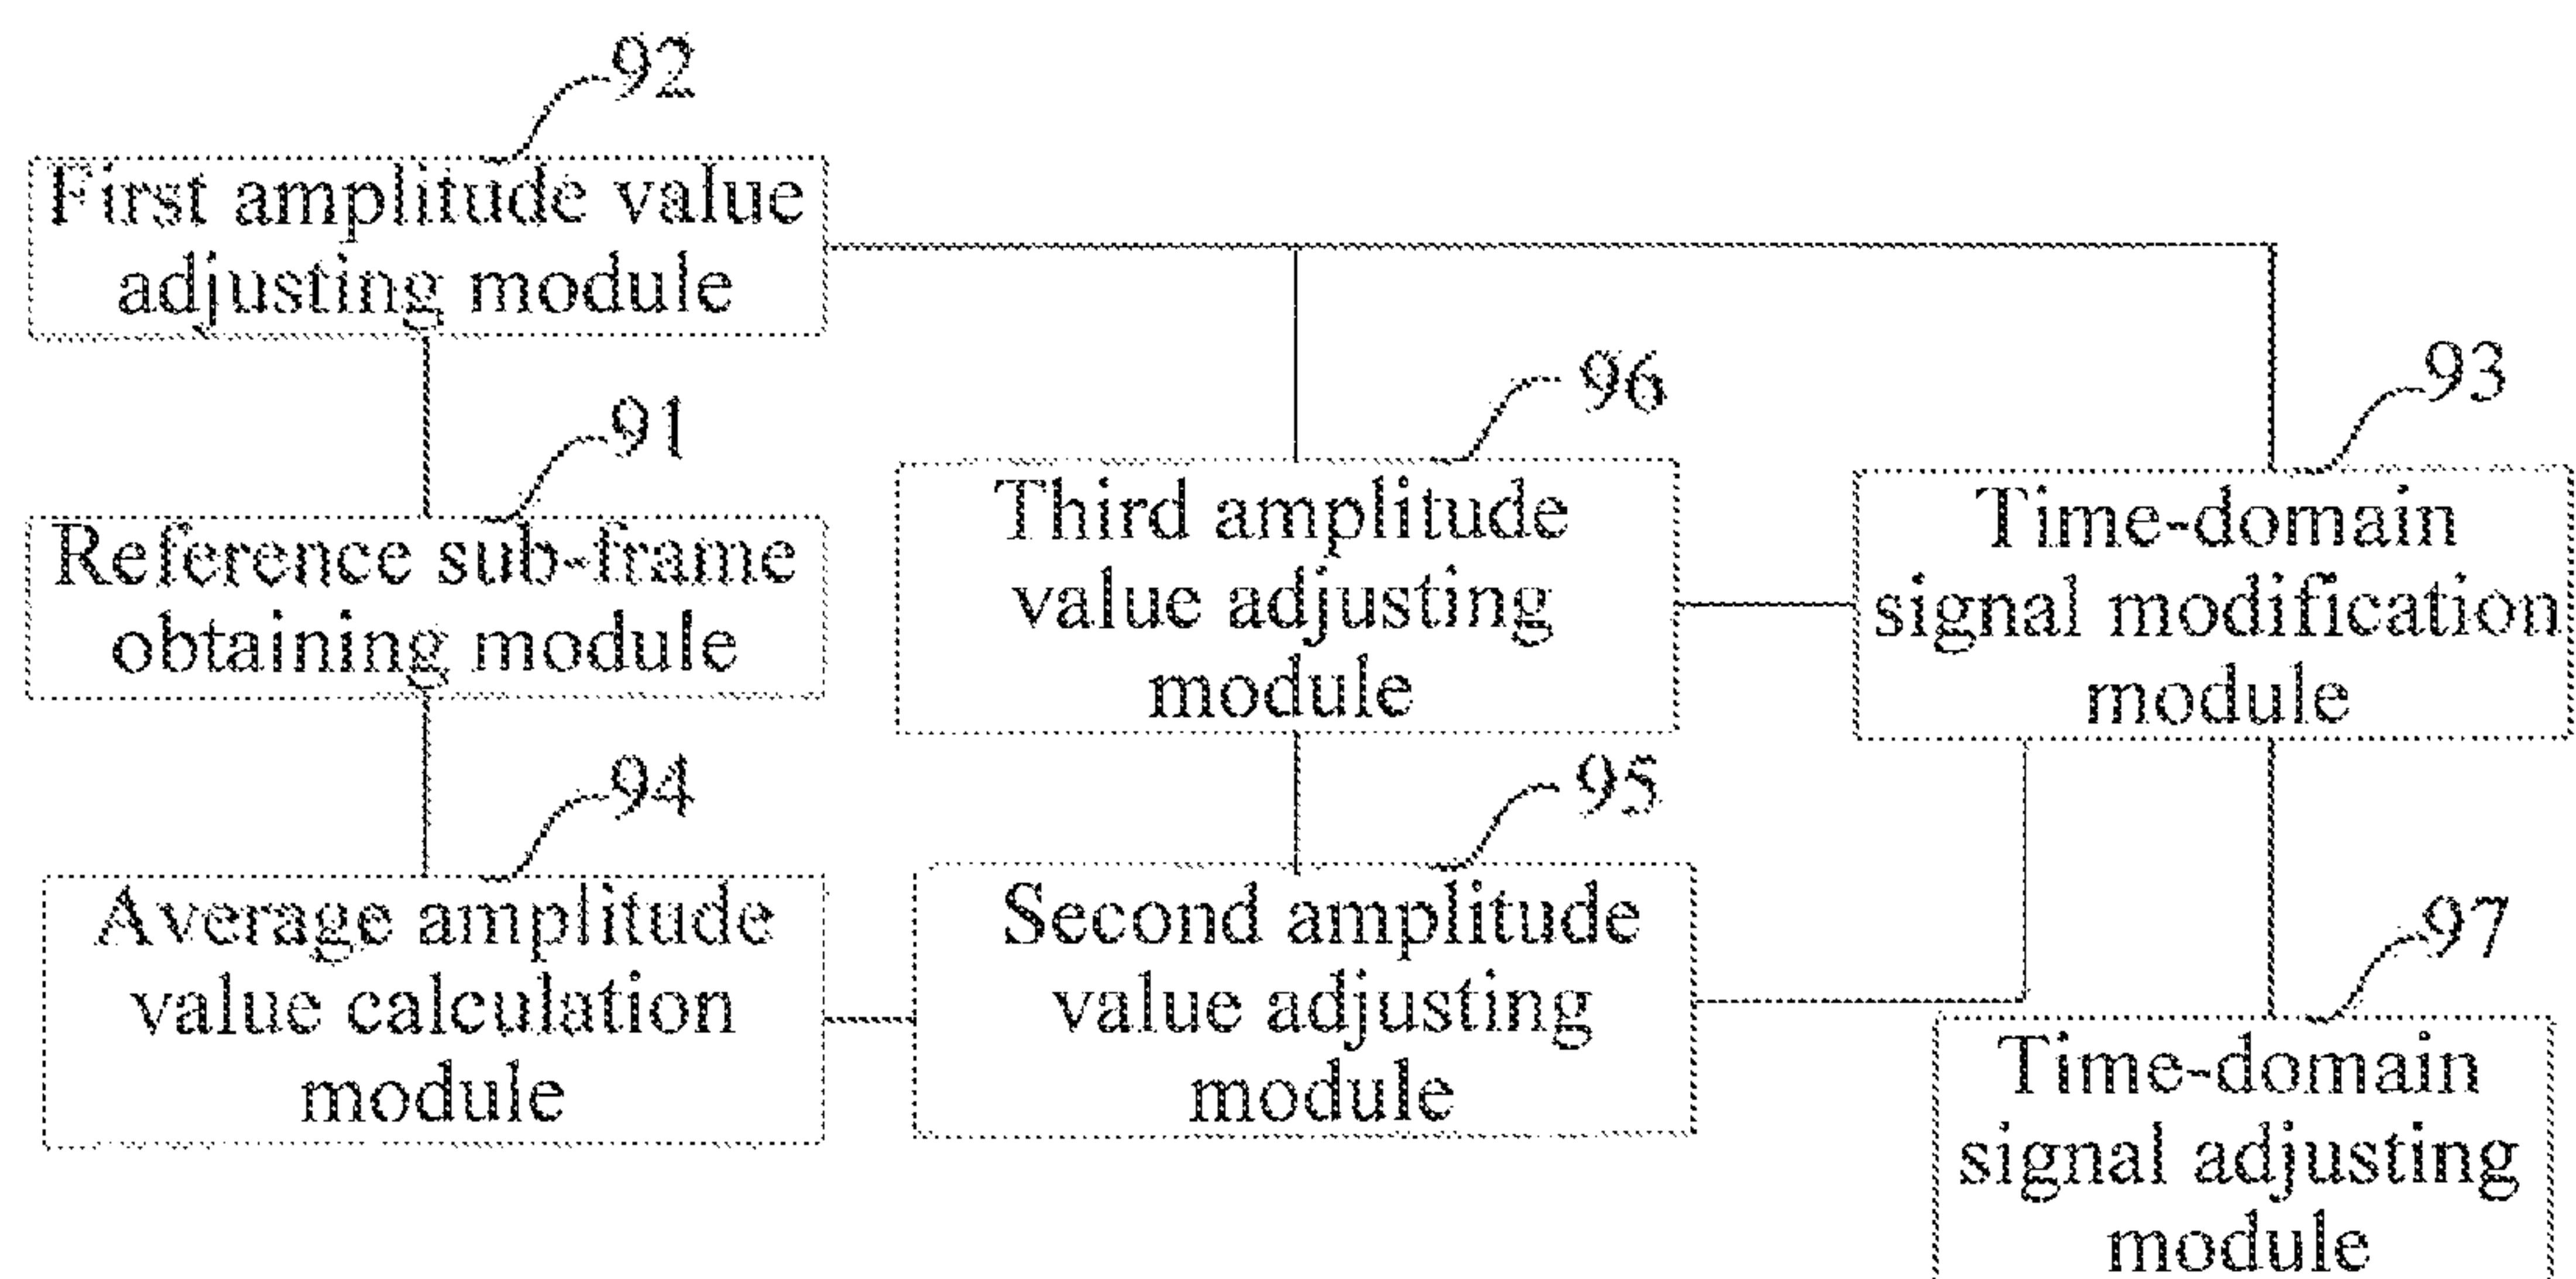 92
First amplitude value
adjusting module
91
Reference sub-frame
obtaining module
94
Average amplitude
value calculation
module
96
Third amplitude
value adjusting
module
95
Second amplitude
value adjusting
module
93
Time-domain
signal modification
module
97
Time-domain
signal adjusting
module